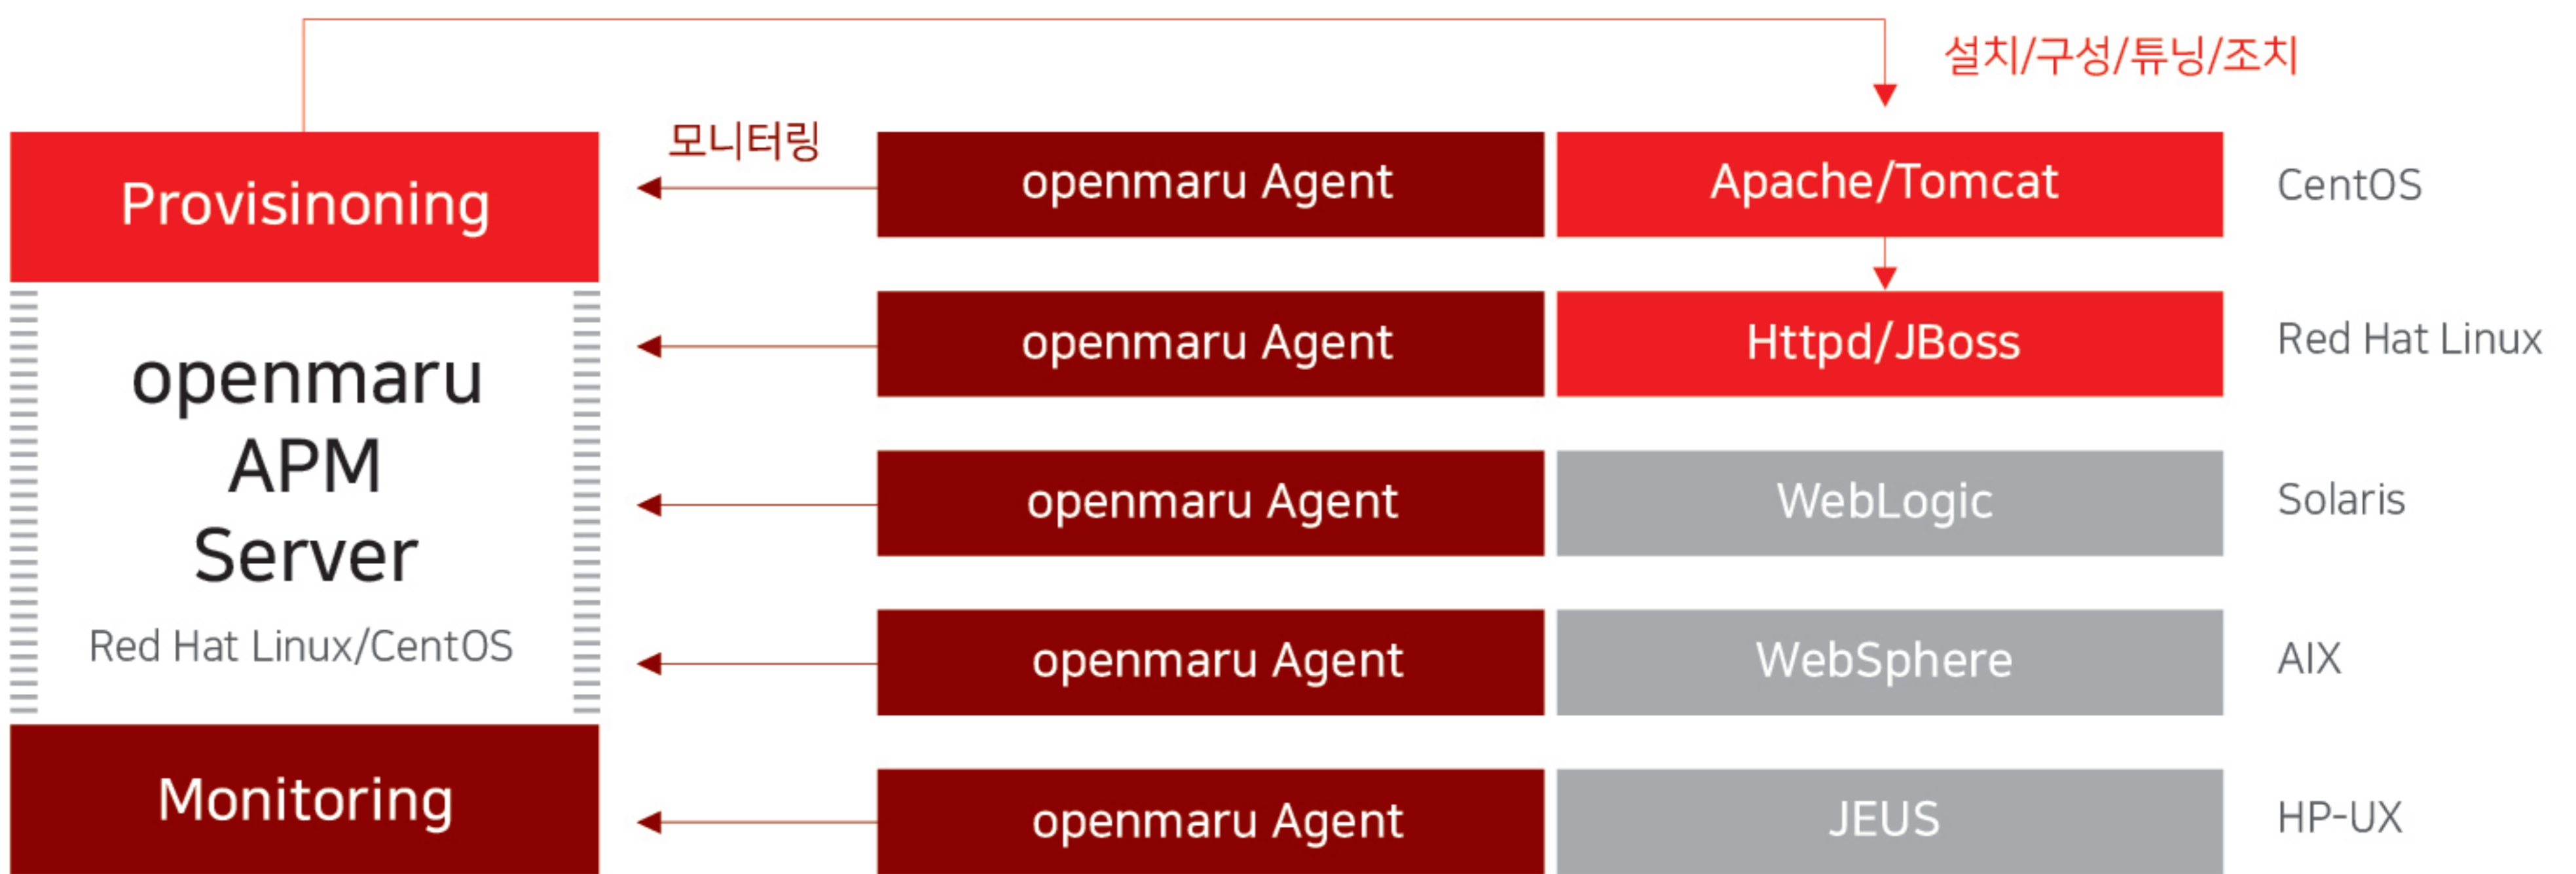 설치/구성/튜닝/조치
모니터링
Provisinoning
openmaru Agent
Apache/Tomcat
CentOS
openmaru Agent
Httpd/JBoss
Red Hat Linux
openmaru
APM
Server
Red Hat Linux/CentOS
openmaru Agent
WebLogic
Solaris
openmaru Agent
WebSphere
AIX
Monitoring
openmaru Agent
JEUS
HP-UX